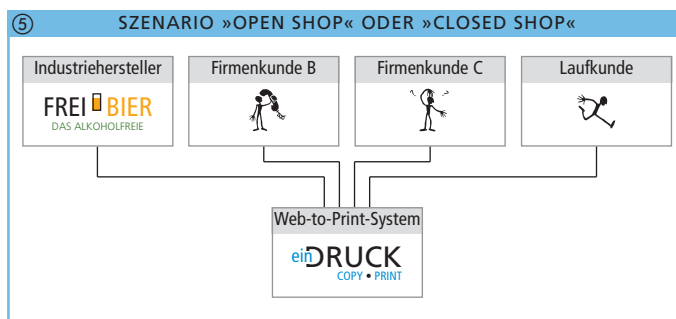 ⑤ SZENARIO »OPEN SHOP« ODER »CLOSED SHOP«
Industriehersteller Firmenkunde B Firmenkunde C Laufkunde
FREI BIER
DAS ALKOHOLFREIE
Web-to-Print-System
einDRUCK
COPY • PRINT